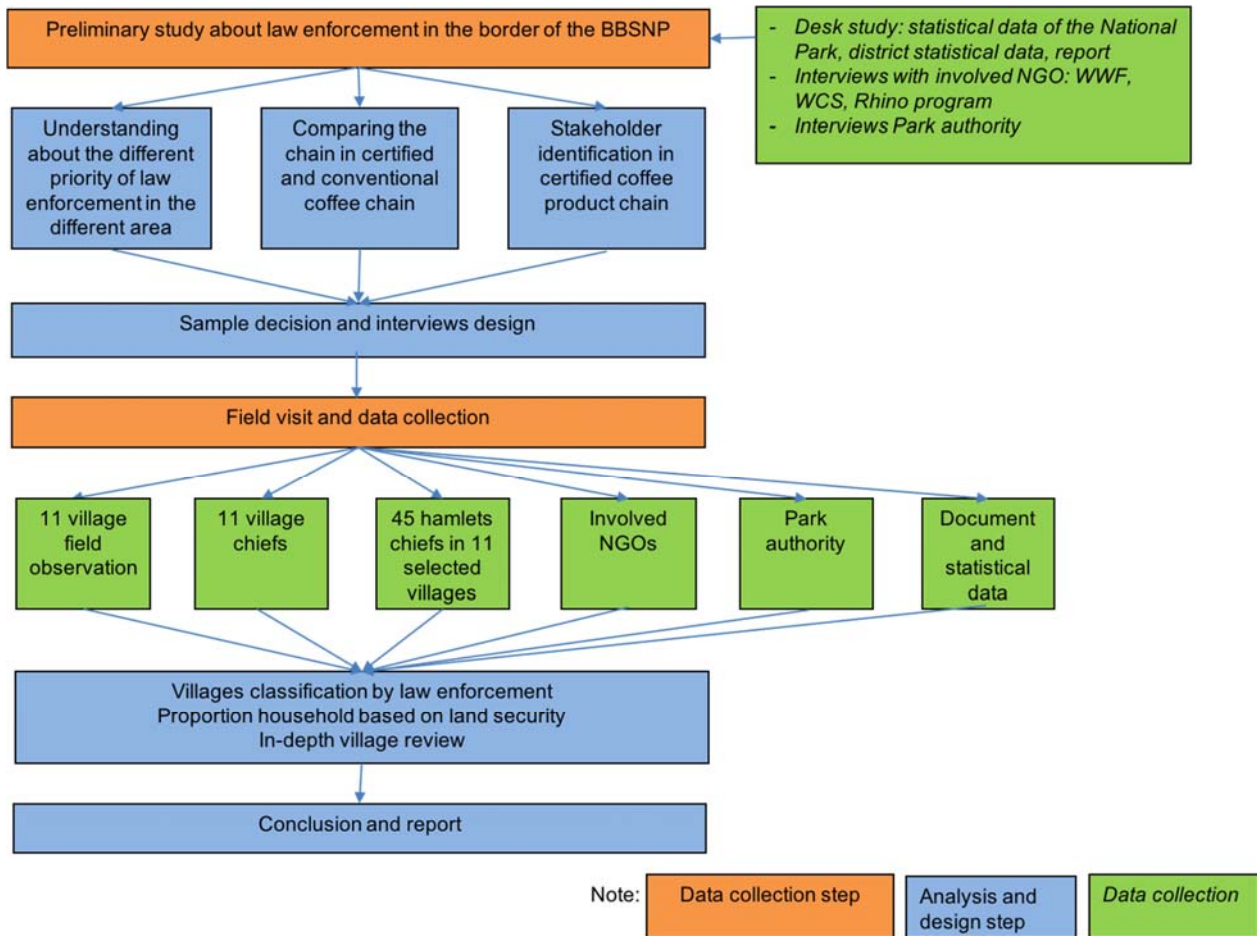 Preliminary study about law enforcement in the border of the BBSNP
- Desk study: statistical data of the National
Park, district statistical data, report
- Interviews with involved NGO: WWF,
WCS, Rhino program
- Interviews Park authority
Understanding
about the different
priority of law
enforcement in the
different area
Comparing the
chain in certified
and conventional
coffee chain
Stakeholder
identification in
certified coffee
product chain
Sample decision and interviews design
Field visit and data collection
11 village
field
observation
11 village
chiefs
45 hamlets
chiefs in 11
selected
villages
Involved
NGOs
Park
authority
Document
and
statistical
data
Villages classification by law enforcement
Proportion household based on land security
In-depth village review
Conclusion and report
Note:
Data collection step
Analysis and
design step
Data collection